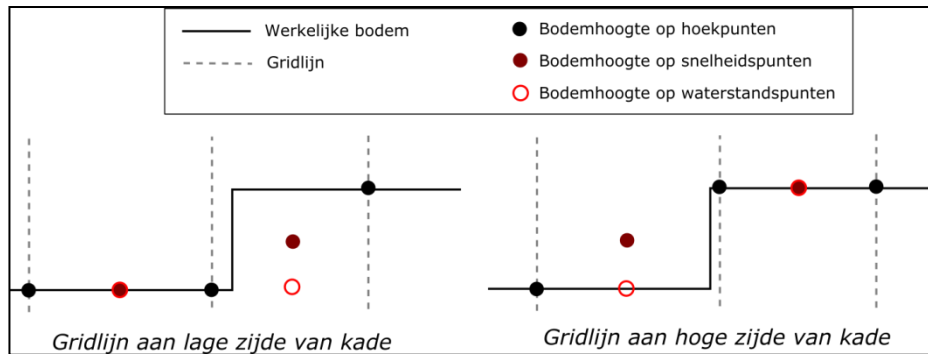 Werkelijke bodem
Gridlijn
Bodemhoogte op hoekpunten
Bodemhoogte op snelheidspunten
Bodemhoogte op waterstandspunten
Gridlijn aan lage zijde van kade
Gridlijn aan hoge zijde van kade